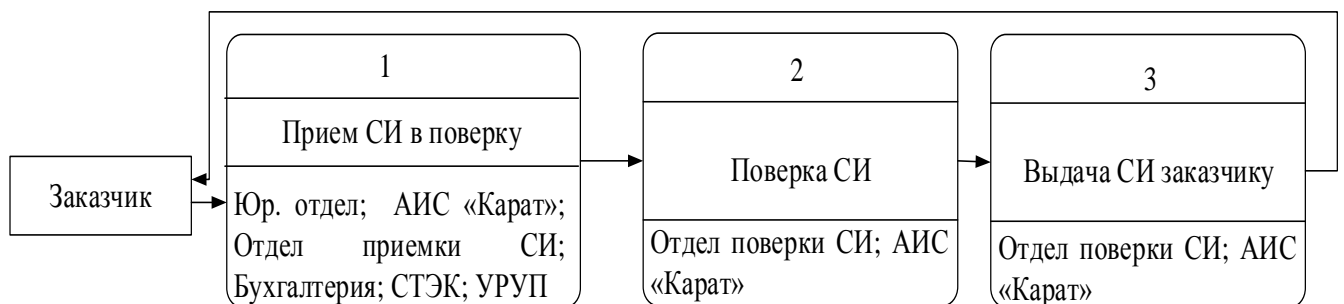 Заказчик
1
Прием СИ в поверку
Юр. отдел; АИС «Карат»;
Отдел приемки СИ;
Бухгалтерия; СТЭК; УРУП
2
Поверка СИ
Отдел поверки СИ; АИС
«Карат»
3
Выдача СИ заказчику
Отдел поверки СИ; АИС
«Карат»